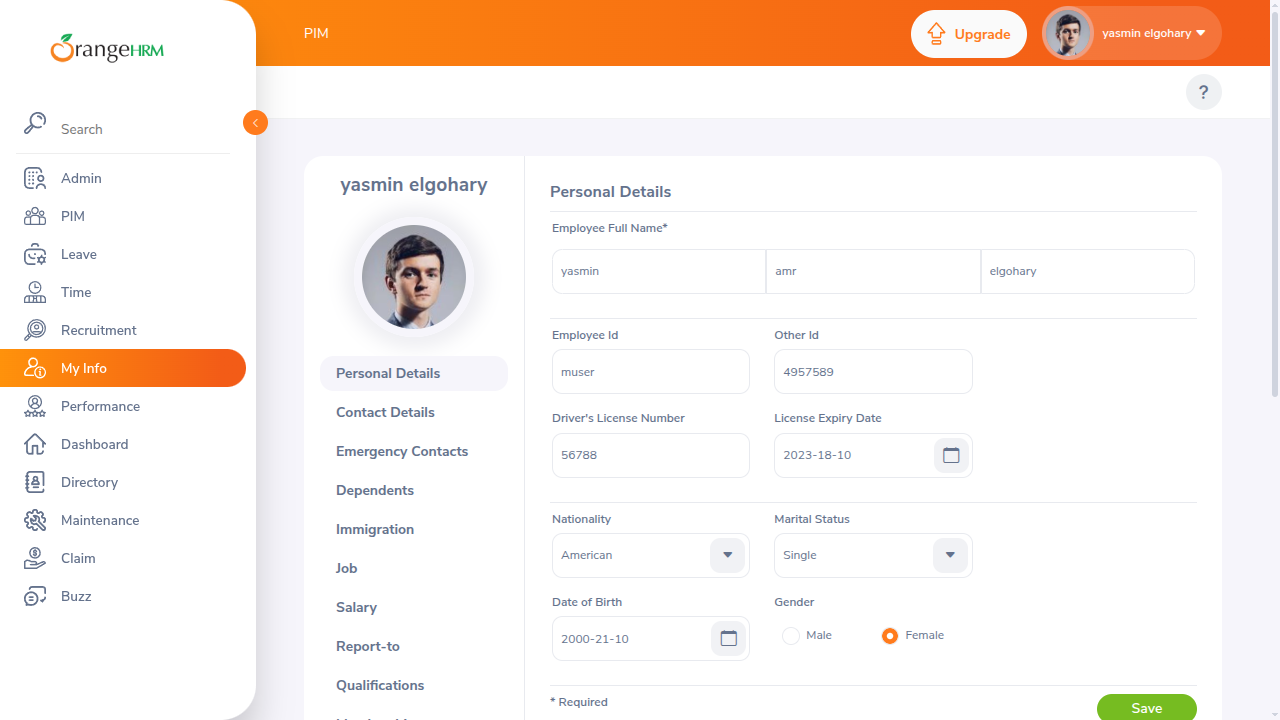 OrangeHRM
PIM
Upgrade
yasmin elgohary
?
Search
Admin
PIM
Leave
Time
Recruitment
My Info
Performance
Dashboard
Directory
Maintenance
Claim
Buzz
yasmin elgohary
Personal Details
Contact Details
Emergency Contacts
Dependents
Immigration
Job
Salary
Report-to
Qualifications
Personal Details
Employee Full Name*
yasmin amr elgohary
Employee Id Other Id
muser 4957589
Driver's License Number License Expiry Date
56788 2023-18-10
Nationality Marital Status
American Single
Date of Birth Gender
2000-21-10 Male Female
* Required Save